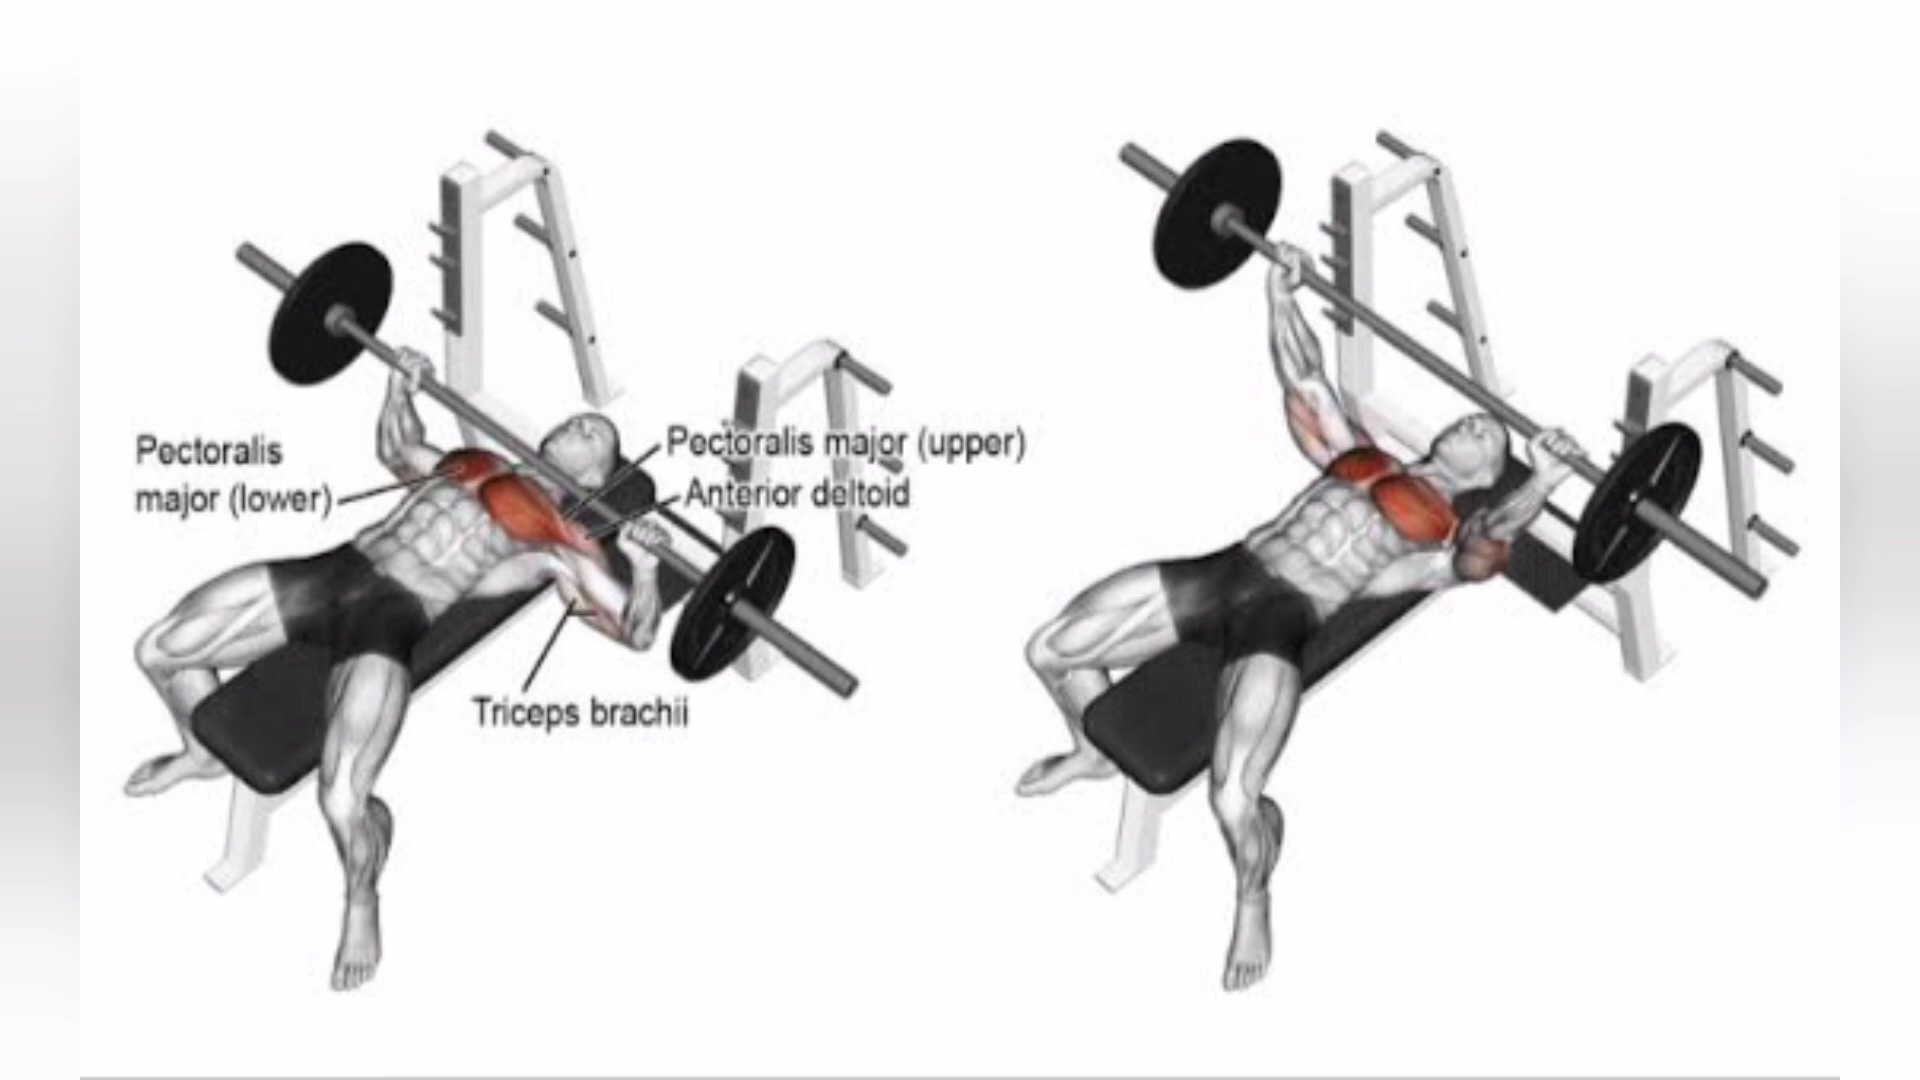 Pectoralis
major (lower)
Pectoralis major (upper)
Anterior deltoid
Triceps brachii